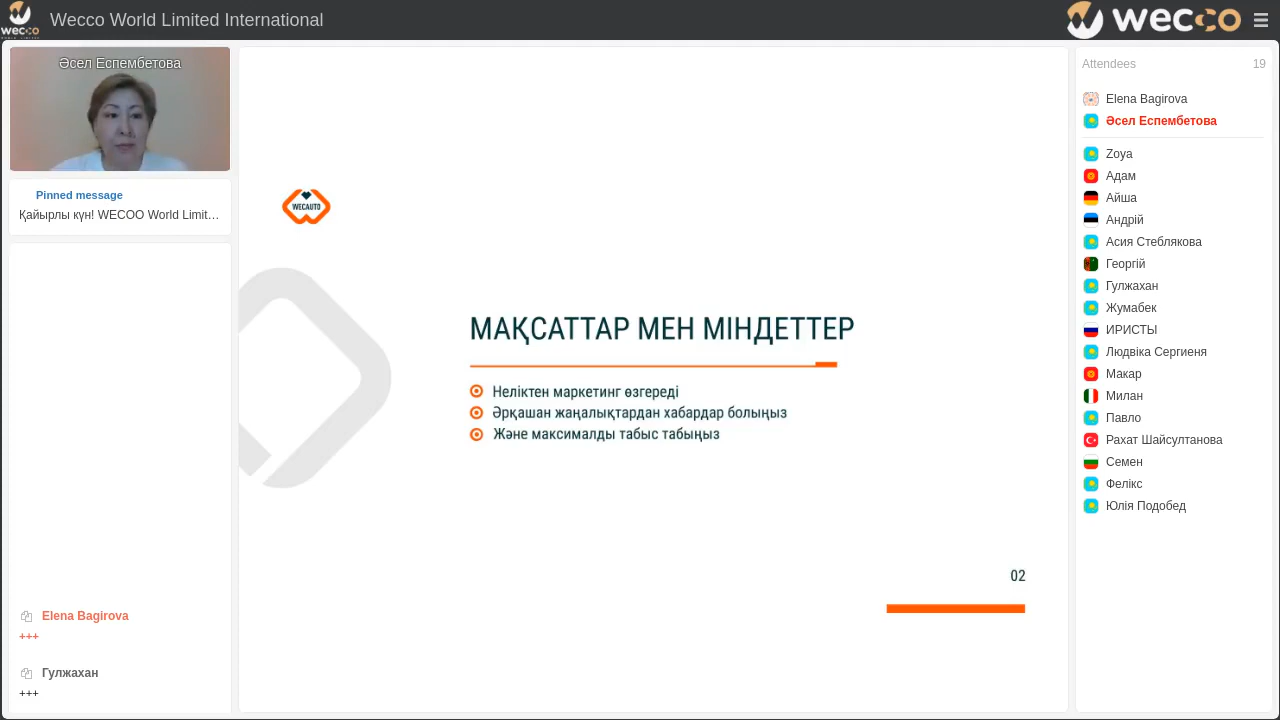 wecco
Wecco World Limited International
wecco
Әсел Еспембетова
Pinned message
Қайырлы күн! WECOO World Limit…
Elena Bagirova
+++
Гулжахан
+++
WECAUTO
МАҚСАТТАР МЕН МІНДЕТТЕР
Неліктен маркетинг өзгереді
Әрқашан жаңалықтардан хабардар болыңыз
Және максималды табыс табыңыз
02
Attendees 19
Elena Bagirova
Әсел Еспембетова
Zoya
Адам
Айша
Андрій
Асия Стеблякова
Георгій
Гулжахан
Жумабек
ИРИСТЫ
Людвіка Сергиеня
Макар
Милан
Павло
Рахат Шайсултанова
Семен
Фелікс
Юлія Подобед